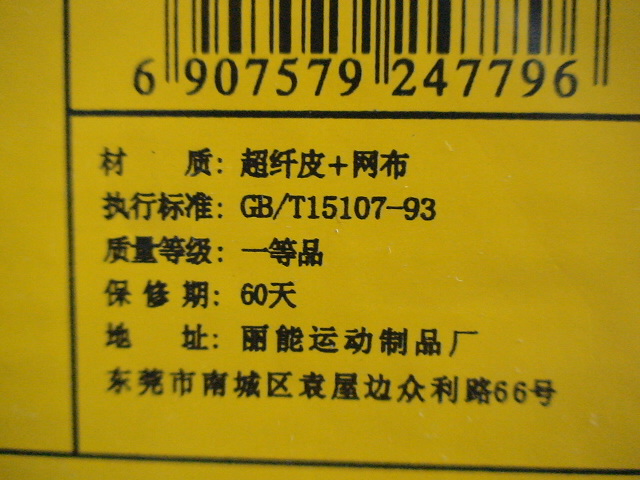 6 907579 247796
材 质: 超纤皮+网布
执行标准: GB/T15107-93
质量等级: 一等品
保 修 期: 60天
地 址: 丽能运动制品厂
东莞市南城区袁屋边众利路66号